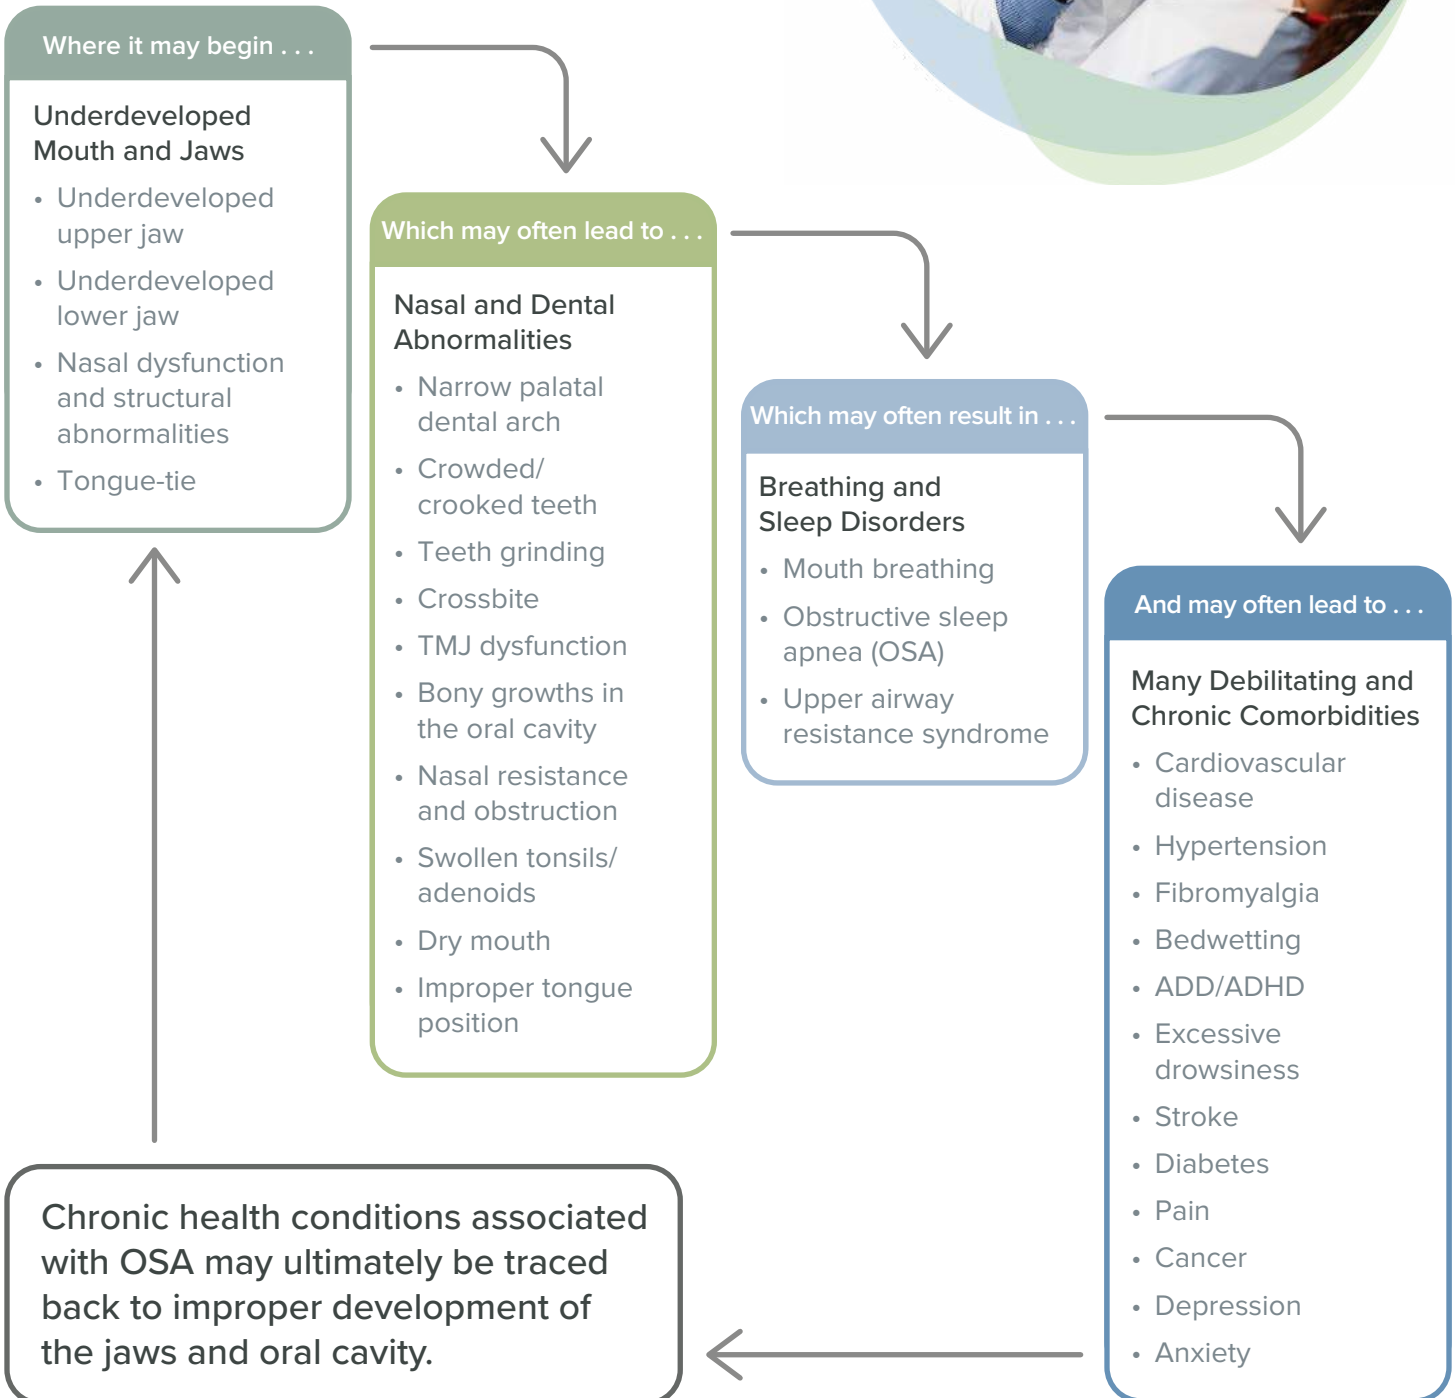 Where it may begin . . .
Underdeveloped
Mouth and Jaws
• Underdeveloped
upper jaw
• Underdeveloped
lower jaw
• Nasal dysfunction
and structural
abnormalities
• Tongue-tie
Which may often lead to . . .
Nasal and Dental
Abnormalities
• Narrow palatal
dental arch
• Crowded/
crooked teeth
• Teeth grinding
• Crossbite
• TMJ dysfunction
• Bony growths in
the oral cavity
• Nasal resistance
and obstruction
• Swollen tonsils/
adenoids
• Dry mouth
• Improper tongue
position
Which may often result in . . .
Breathing and
Sleep Disorders
• Mouth breathing
• Obstructive sleep
apnea (OSA)
• Upper airway
resistance syndrome
And may often lead to . . .
Many Debilitating and
Chronic Comorbidities
• Cardiovascular
disease
• Hypertension
• Fibromyalgia
• Bedwetting
• ADD/ADHD
• Excessive
drowsiness
• Stroke
• Diabetes
• Pain
• Cancer
• Depression
• Anxiety
Chronic health conditions associated
with OSA may ultimately be traced
back to improper development of
the jaws and oral cavity.